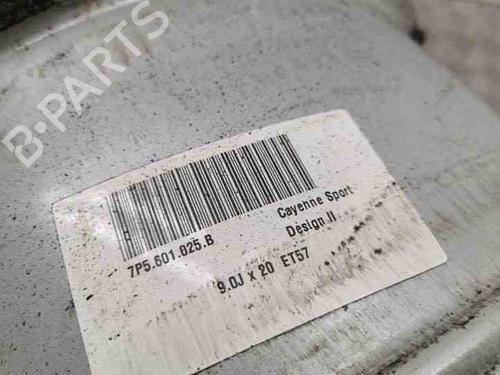 B-PARTS
7P5.601.025.B
Cayenne Sport
Design II
9.0J x 20 ET57